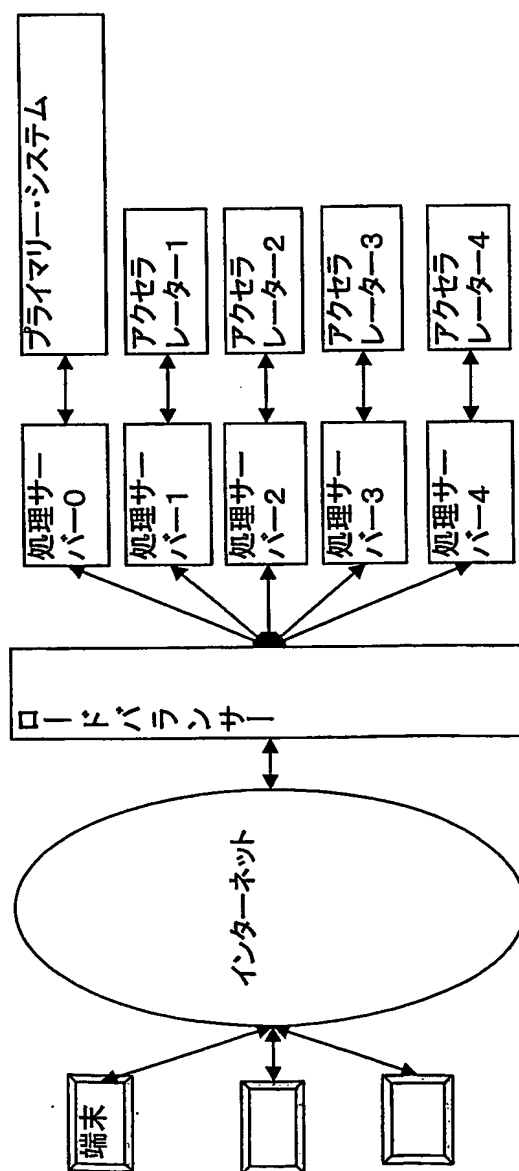 端末
インターネット
ロードバランサー
処理サー
バー0
処理サー
バー1
処理サー
バー2
処理サー
バー3
処理サー
バー4
プライマリー・システム
アクセラ
レーター1
アクセラ
レーター2
アクセラ
レーター3
アクセラ
レーター4